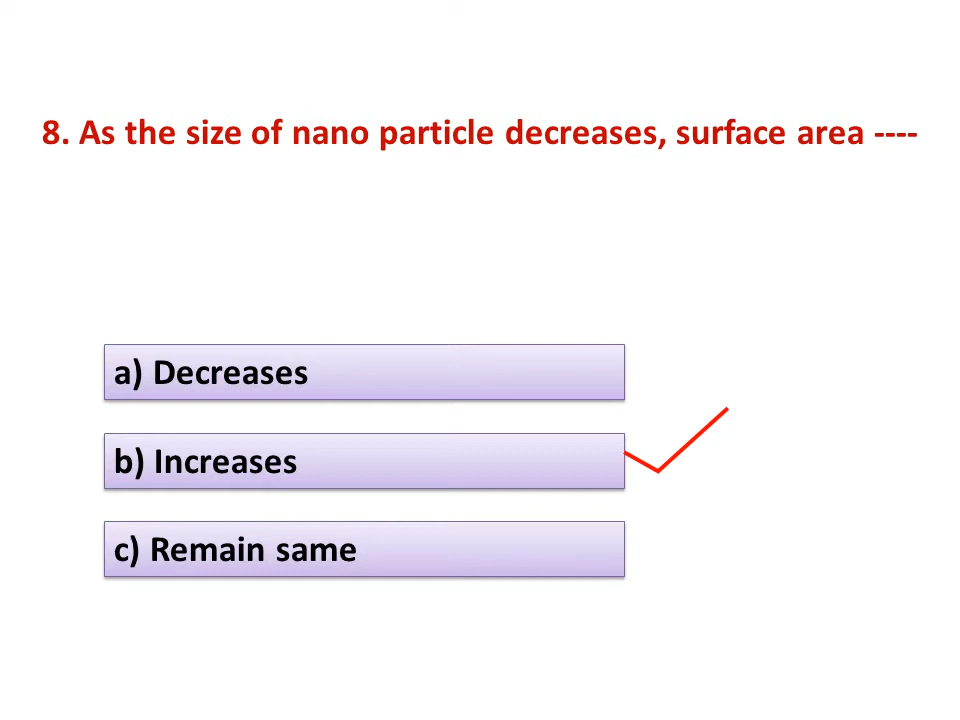 8. As the size of nano particle decreases, surface area ----
a) Decreases
b) Increases
c) Remain same